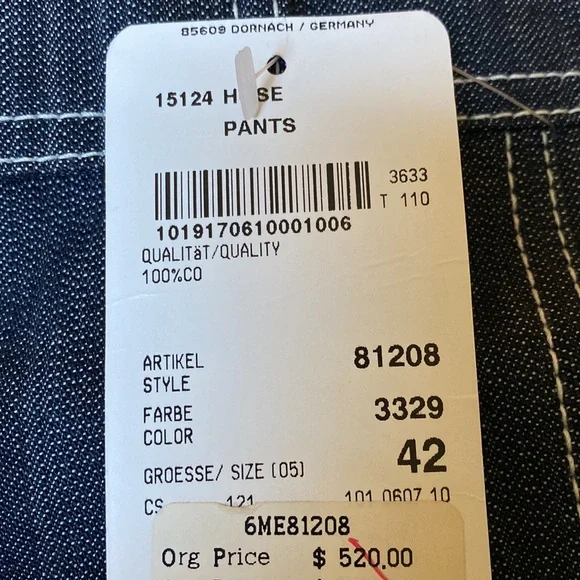 85609 DORNACH / GERMANY
15124 H SE
PANTS
3633
T 110
1019170610001006
QUALITäT/QUALITY
100%CO
ARTIKEL 81208
STYLE
FARBE 3329
COLOR
GROESSE/ SIZE (05) 42
CS 121 101 0607 10
6ME81208
Org Price $ 520.00